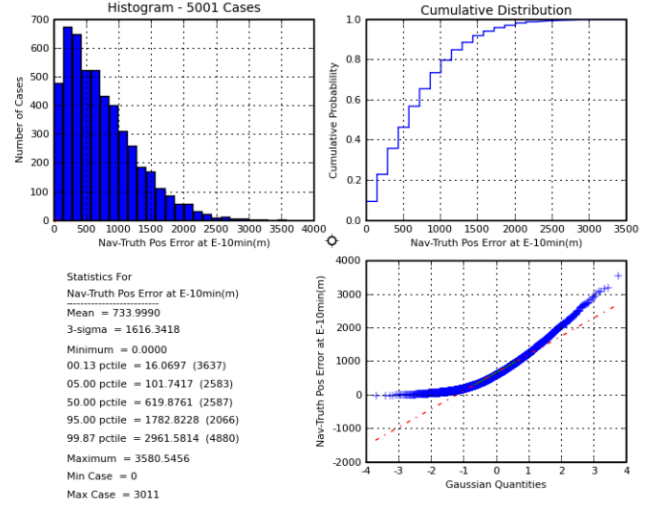 Histogram - 5001 Cases
700
600
500
400
300
200
100
0
Number of Cases
0 500 1000 1500 2000 2500 3000 3500 4000
Nav-Truth Pos Error at E-10min(m)
Cumulative Distribution
1.0
0.8
0.6
0.4
0.2
0.0
Cumulative Probablility
0 500 1000 1500 2000 2500 3000 3500
Nav-Truth Pos Error at E-10min(m)
Statistics For
Nav-Truth Pos Error at E-10min(m)
Mean = 733.9990
3-sigma = 1616.3418
Minimum = 0.0000
00.13 pctile = 16.0697 (3637)
05.00 pctile = 101.7417 (2583)
50.00 pctile = 619.8761 (2587)
95.00 pctile = 1782.8228 (2066)
99.87 pctile = 2961.5814 (4880)
Maximum = 3580.5456
Min Case = 0
Max Case = 3011
4000
3000
2000
1000
0
-1000
-2000
Nav-Truth Pos Error at E-10min(m)
-4 -3 -2 -1 0 1 2 3 4
Gaussian Quantities